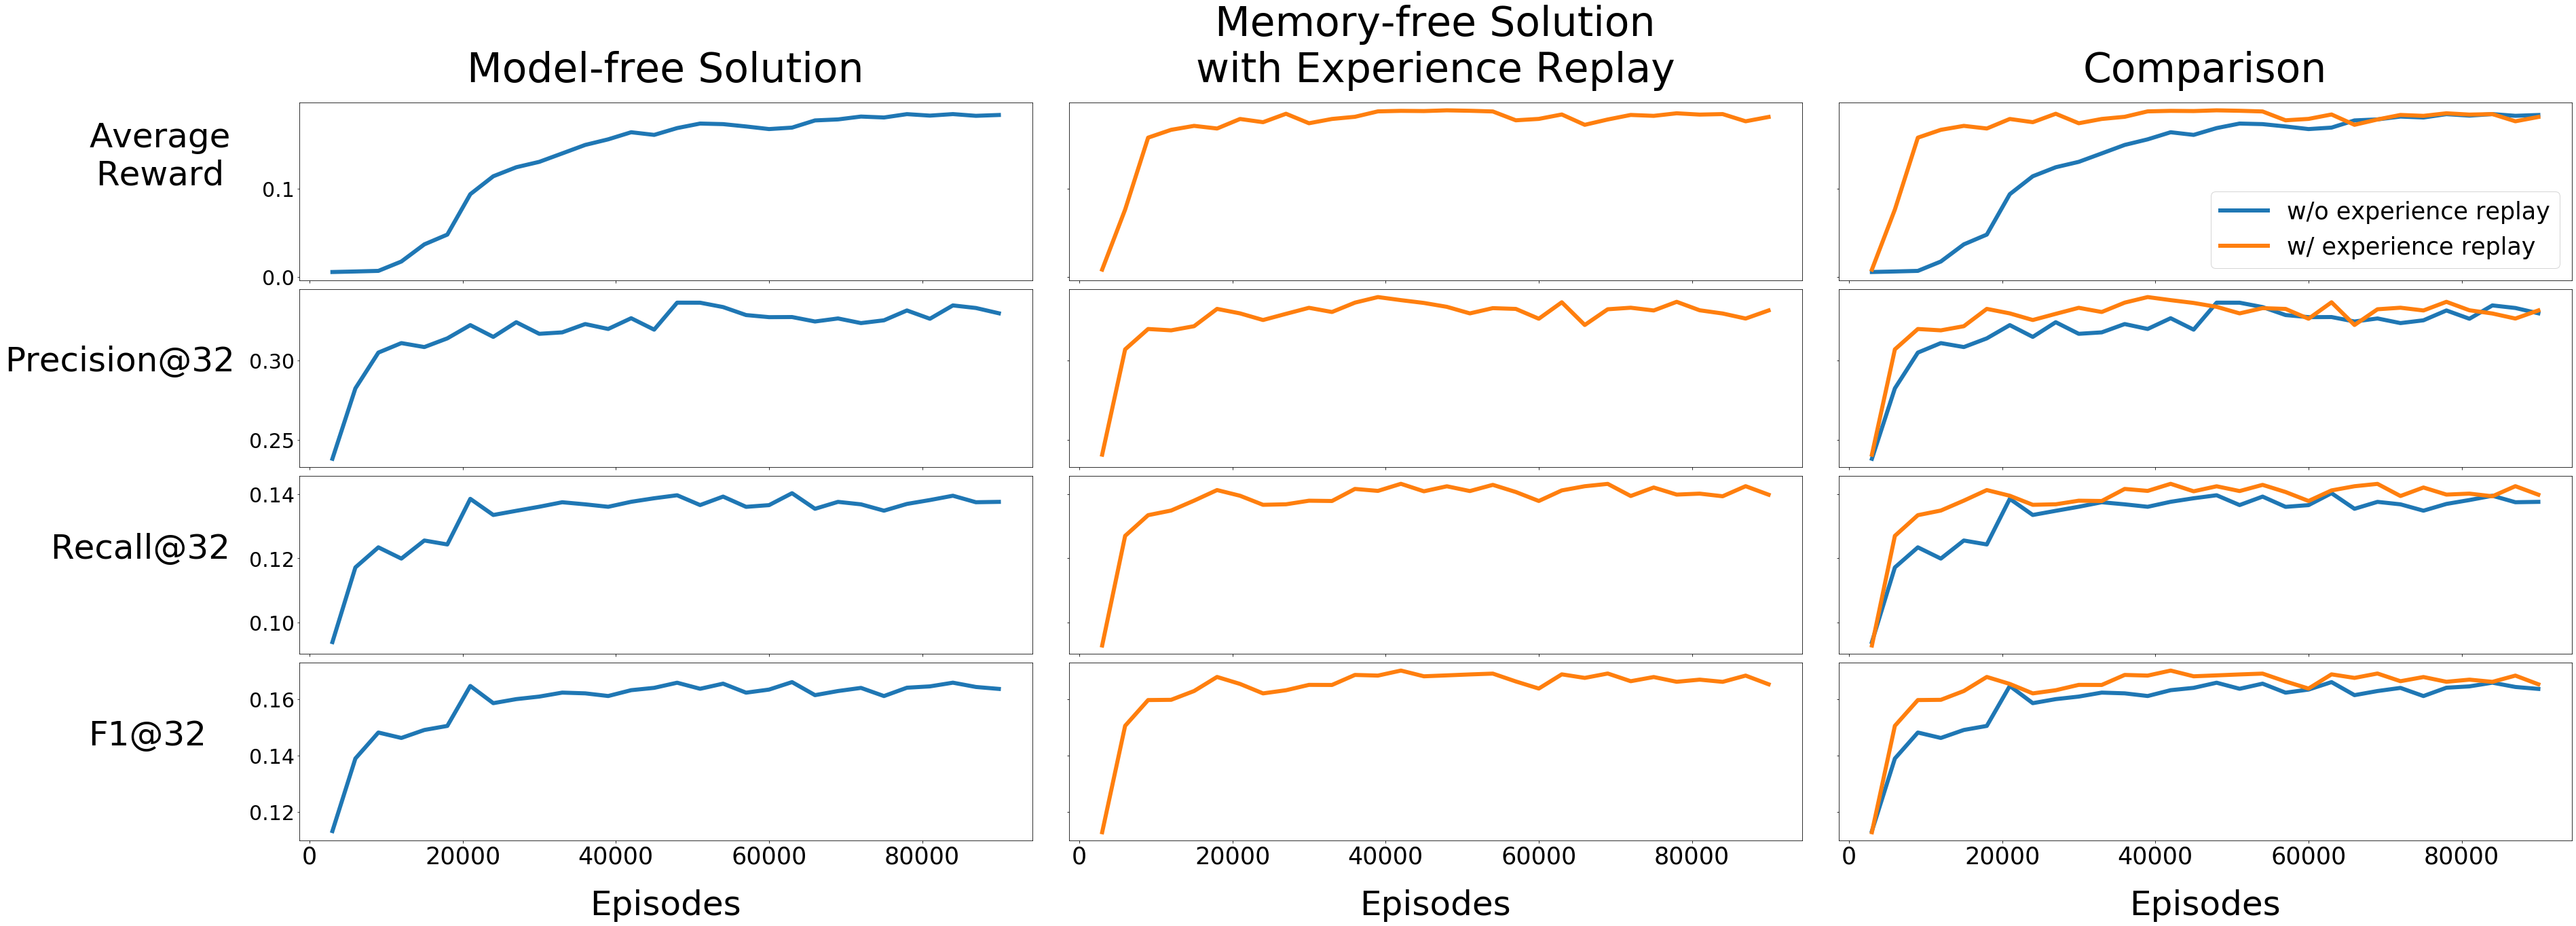 Model-free Solution
Memory-free Solution
with Experience Replay
Comparison
Average
Reward
0.1
0.0
w/o experience replay
w/ experience replay
Precision@32
0.30
0.25
Recall@32
0.14
0.12
0.10
F1@32
0.16
0.14
0.12
0 20000 40000 60000 80000
0 20000 40000 60000 80000
0 20000 40000 60000 80000
Episodes
Episodes
Episodes